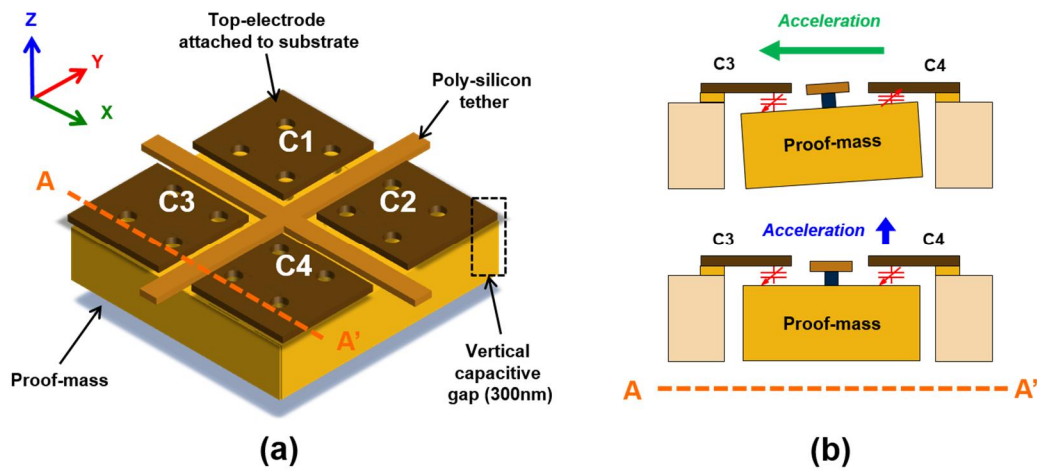 Z
Y
X
Top-electrode
attached to substrate
Poly-silicon
tether
C1
C2
C3
C4
A
A'
Proof-mass
Vertical
capacitive
gap (300nm)
(a)
Acceleration
C3
C4
Proof-mass
C3
Acceleration
C4
Proof-mass
A
A'
(b)